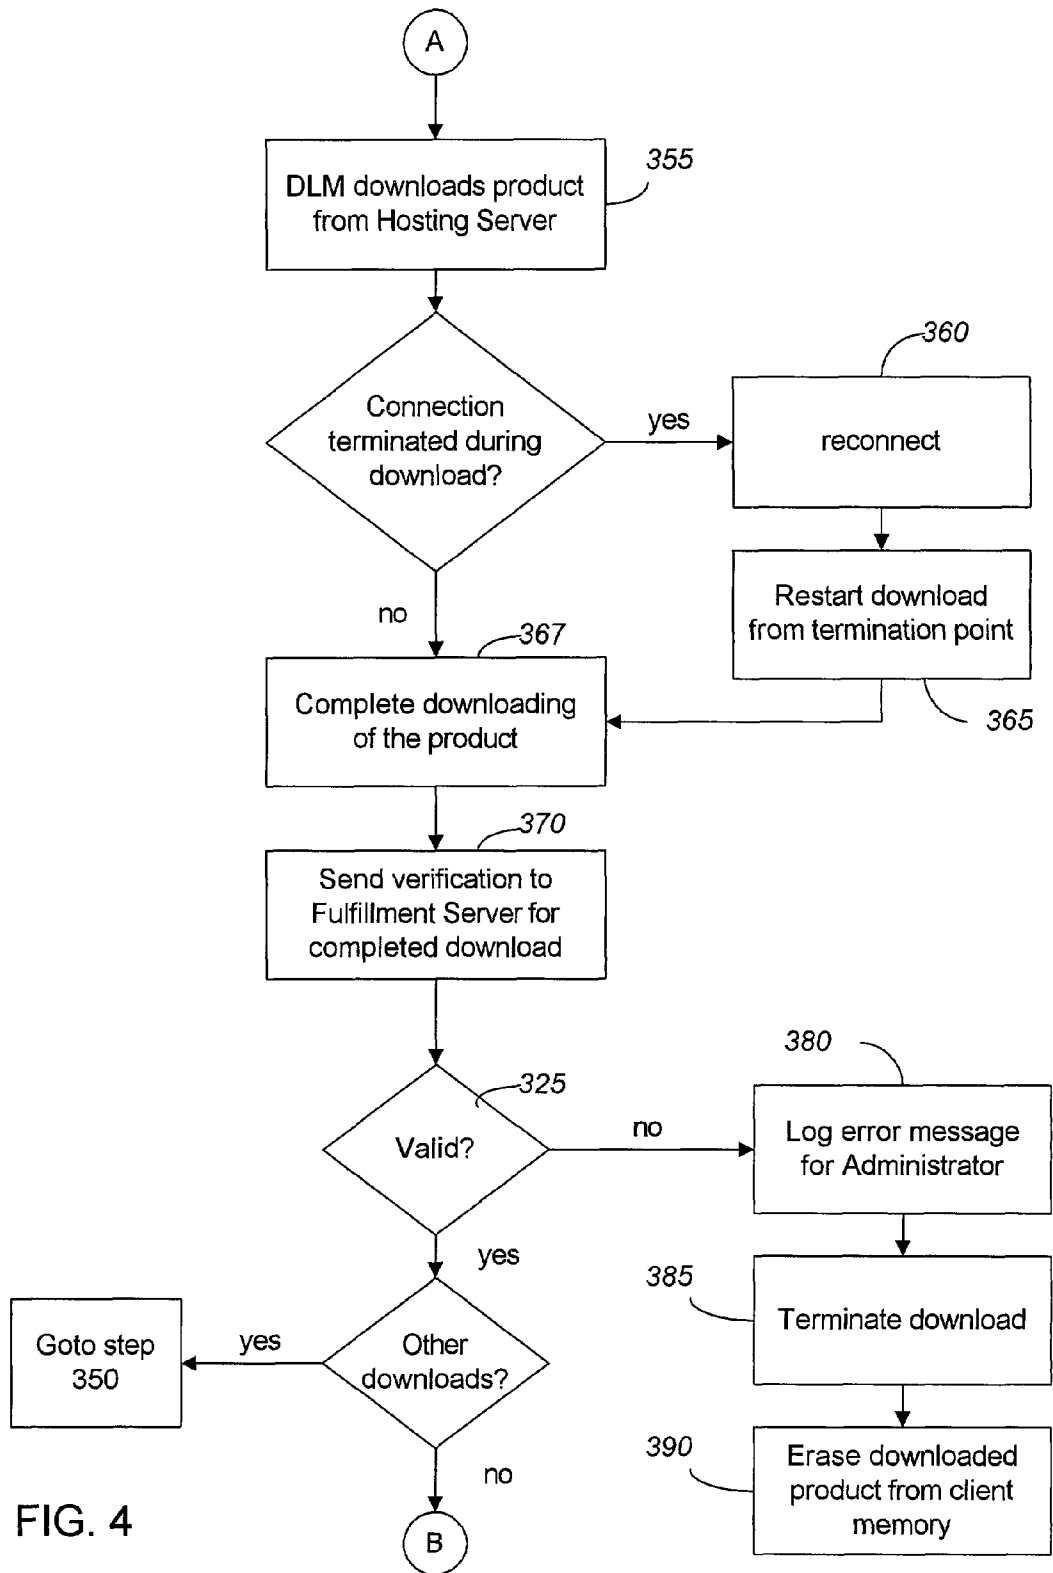 A
355
DLM downloads product
from Hosting Server
360
Connection
terminated during
download?
yes
reconnect
no
Restart download
from termination point
367
365
Complete downloading
of the product
370
Send verification to
Fulfillment Server for
completed download
325
380
Valid?
no
Log error message
for Administrator
yes
385
Terminate download
Goto step
350
yes
Other
downloads?
390
Erase downloaded
product from client
memory
no
FIG. 4
B